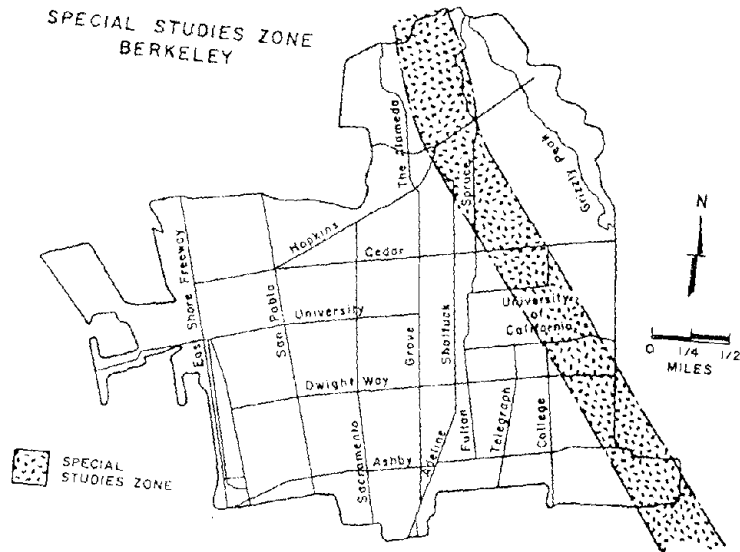 SPECIAL STUDIES ZONE
BERKELEY
The Alameda
Spruce
Grizzly Peak
Hopkins
Cedar
East Shore Freeway
San Pablo
University
Grove
Shattuck
University
of
California
N
0 1/4 1/2
MILES
Dwight Way
Sacramento
Ashby
Adeline
Fulton
Telegraph
College
SPECIAL
STUDIES ZONE